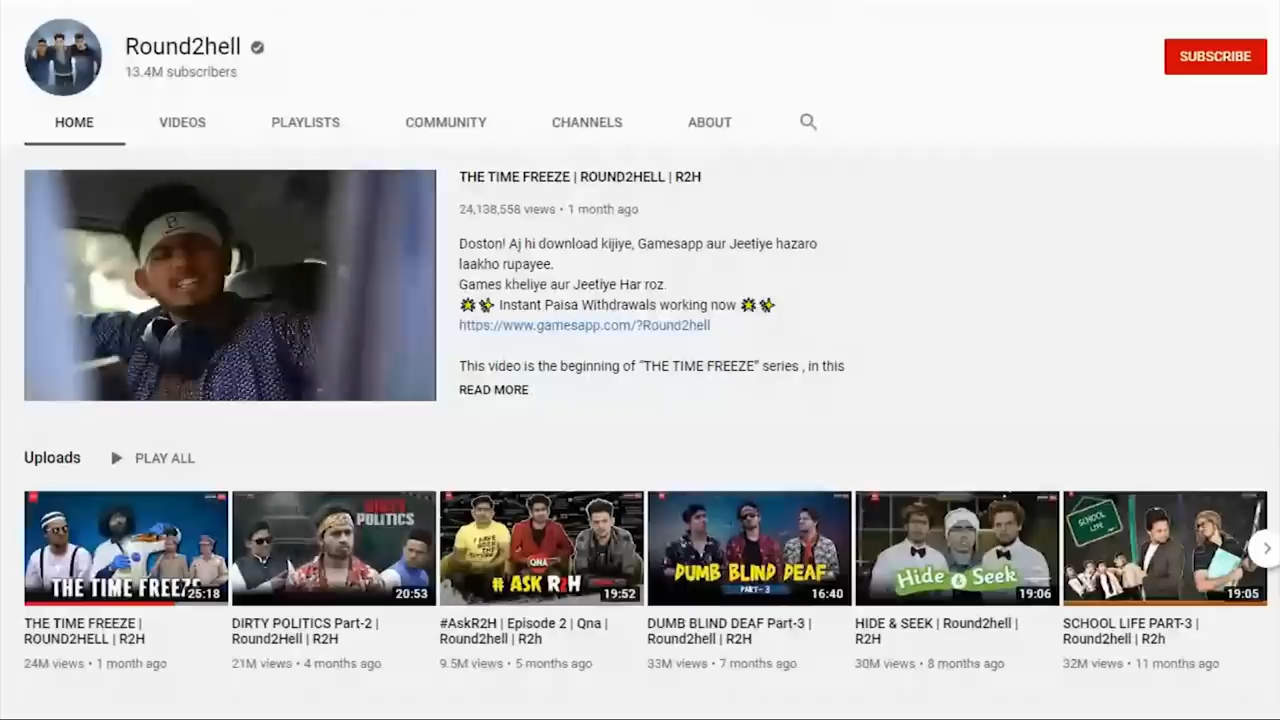 Round2hell
13.4M subscribers
SUBSCRIBE
HOME VIDEOS PLAYLISTS COMMUNITY CHANNELS ABOUT
B
THE TIME FREEZE | ROUND2HELL | R2H
24,138,558 views • 1 month ago
Doston! Aj hi download kijiye, Gamesapp aur Jeetiye hazaro
laakho rupayee.
Games kheliye aur Jeetiye Har roz.
Instant Paisa Withdrawals working now
https://www.gamesapp.com/?Round2hell
This video is the beginning of "THE TIME FREEZE" series , in this
READ MORE
Uploads PLAY ALL
THE TIME FREEZE
25:18
DIRTY
POLITICS
20:53
I HAVE
BEEN THE
FUTURE
QNA
# ASK R2H
19:52
DUMB BLIND DEAF
PART-3
16:40
Hide & Seek
19:06
SCHOOL
LIFE
19:05
THE TIME FREEZE |
ROUND2HELL | R2H
24M views • 1 month ago
DIRTY POLITICS Part-2 |
Round2Hell | R2H
21M views • 4 months ago
#AskR2H | Episode 2 | Qna |
Round2hell | R2h
9.5M views • 5 months ago
DUMB BLIND DEAF Part-3 |
Round2hell | R2H
33M views • 7 months ago
HIDE & SEEK | Round2hell |
R2H
30M views • 8 months ago
SCHOOL LIFE PART-3 |
Round2hell | R2h
32M views • 11 months ago